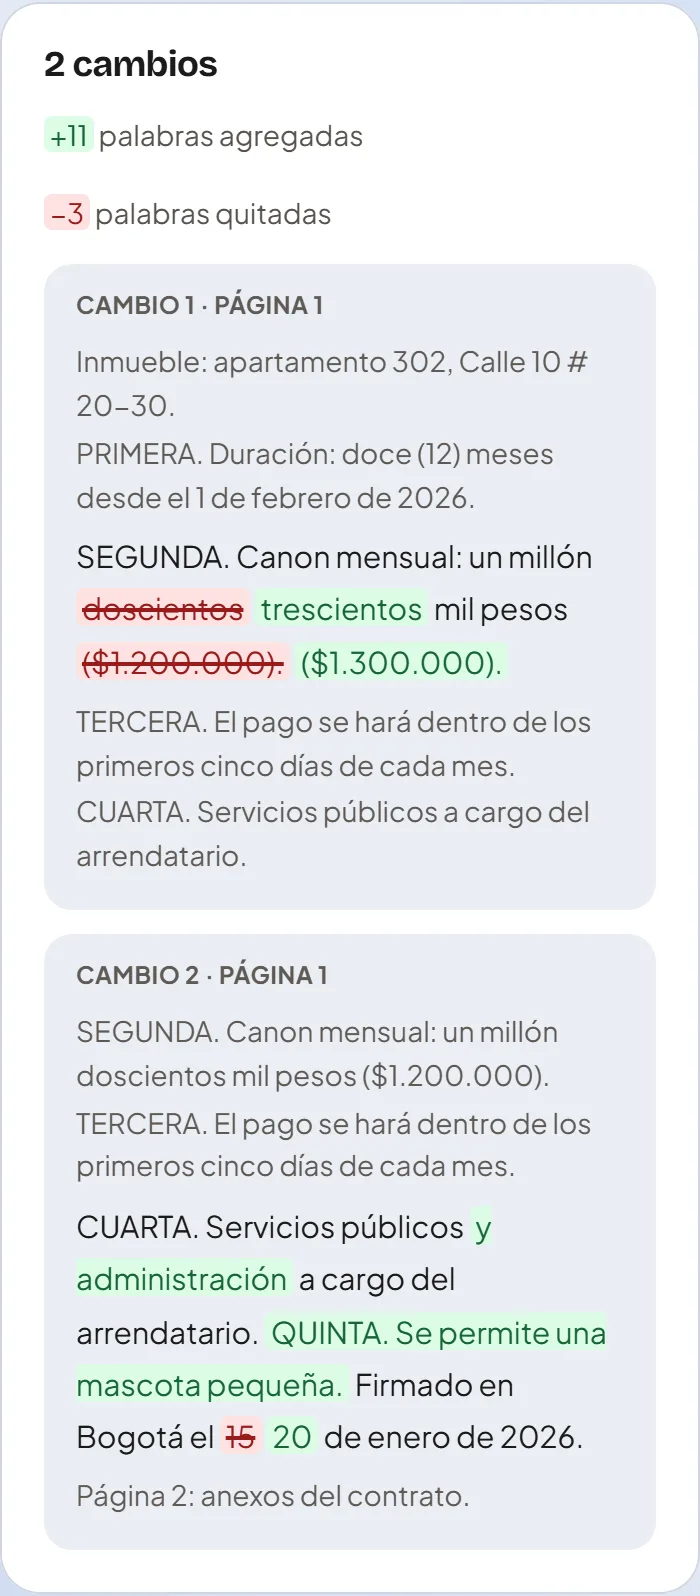 2 cambios
+11 palabras agregadas
−3 palabras quitadas
CAMBIO 1 · PÁGINA 1
Inmueble: apartamento 302, Calle 10 #
20–30.
PRIMERA. Duración: doce (12) meses
desde el 1 de febrero de 2026.
SEGUNDA. Canon mensual: un millón
doscientos trescientos mil pesos
($1.200.000). ($1.300.000).
TERCERA. El pago se hará dentro de los
primeros cinco días de cada mes.
CUARTA. Servicios públicos a cargo del
arrendatario.
CAMBIO 2 · PÁGINA 1
SEGUNDA. Canon mensual: un millón
doscientos mil pesos ($1.200.000).
TERCERA. El pago se hará dentro de los
primeros cinco días de cada mes.
CUARTA. Servicios públicos y
administración a cargo del
arrendatario. QUINTA. Se permite una
mascota pequeña. Firmado en
Bogotá el 15 20 de enero de 2026.
Página 2: anexos del contrato.